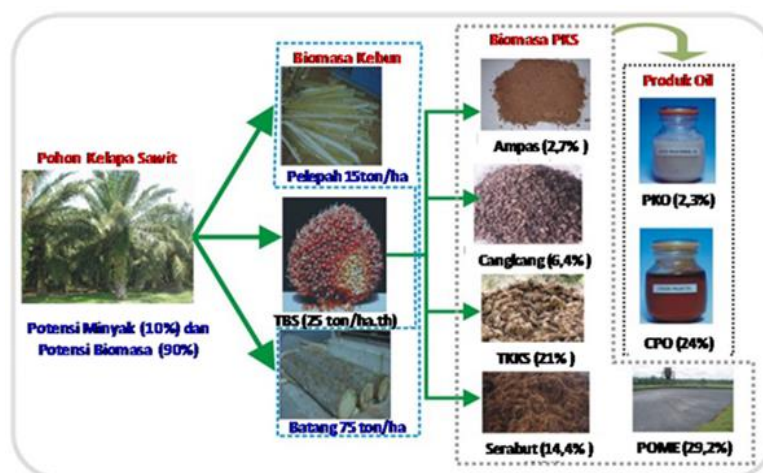 Pohon Kelapa Sawit
Potensi Minyak (10%) dan
Potensi Biomasa (90%)
Biomasa Kebun
Pelepah 15ton/ha
TBS (25 ton/ha.th)
Batang 75 ton/ha
Biomasa PKS
Ampas (2,7% )
Cangkang (6,4% )
TKKS (21% )
Serabut (14,4% )
Produk Oil
PKO (2,3%)
CPO (24%)
POME (29,2%)